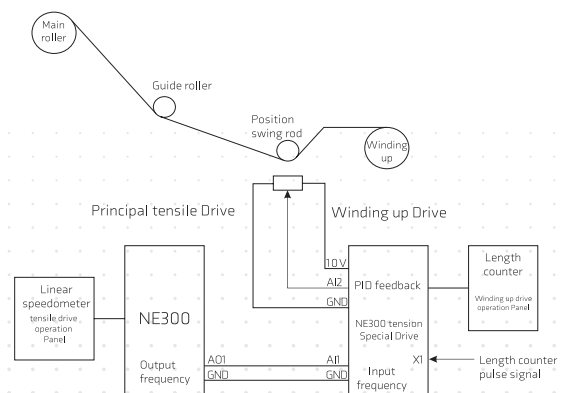 Main
roller
Guide roller
Position
swing rod
Winding
up
Principal tensile Drive
Winding up Drive
Linear
speedometer
tensile drive
operation
Panel
NE300
Output
frequency
AO1
GND
10V
AI2
GND
AI1
GND
PID feedback
NE300 tension
Special Drive
X1
Input
frequency
Length
counter
Winding up drive
operation Panel
Length counter
pulse signal